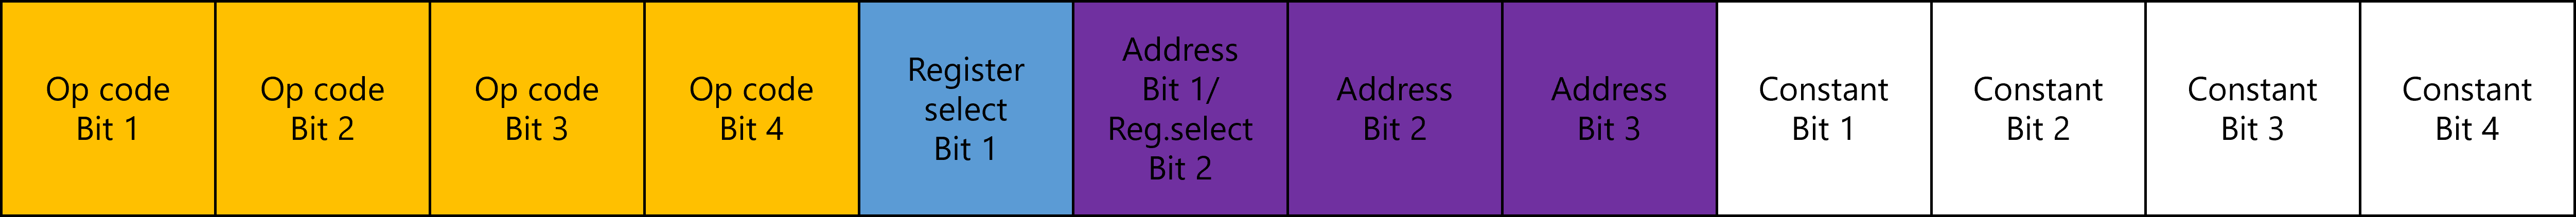 Op code
Bit 1
Op code
Bit 2
Op code
Bit 3
Op code
Bit 4
Register
select
Bit 1
Address
Bit 1/
Reg.select
Bit 2
Address
Bit 2
Address
Bit 3
Constant
Bit 1
Constant
Bit 2
Constant
Bit 3
Constant
Bit 4